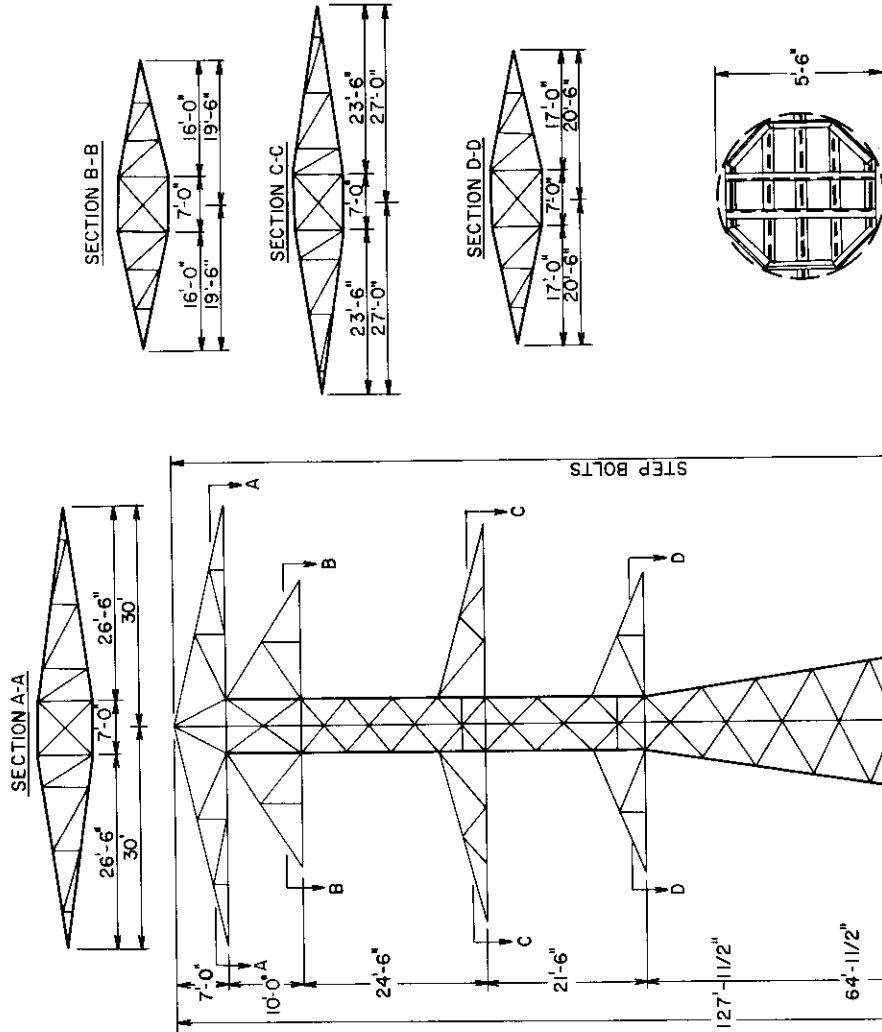 SECTION A-A
26'-6"
7'-0"
26'-6"
30'
30'
SECTION B-B
16'-0"
7'-0"
16'-0"
19'-6"
19'-6"
SECTION C-C
23'-6"
7'-0"
23'-6"
27'-0"
27'-0"
SECTION D-D
17'-0"
7'-0"
17'-0"
20'-6"
20'-6"
5'-6"
STEP BOLTS
A
A
B
B
C
C
D
D
7'-0"
10'-0"
24'-6"
21'-6"
127'-11/2"
64'-11/2"